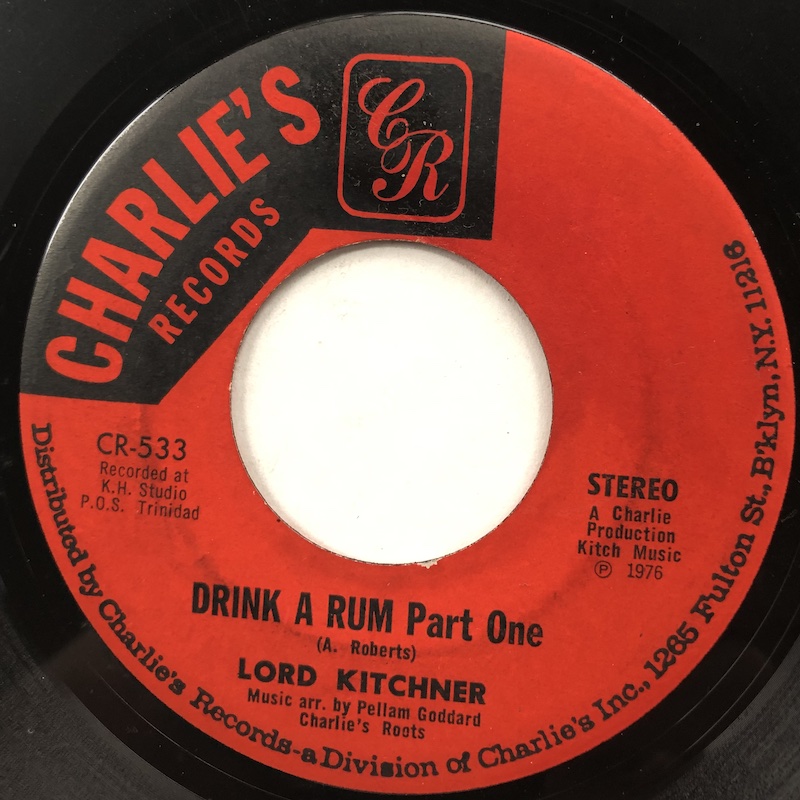 CHARLIE'S
RECORDS
CR
CR-533
Recorded at
K.H. Studio
P.O.S. Trinidad
STEREO
A Charlie
Production
Kitch Music
Ⓟ 1976
DRINK A RUM Part One
(A. Roberts)
LORD KITCHNER
Music arr. by Pellam Goddard
Charlie's Roots
Distributed by Charlie's Records-a Division of Charlie's Inc., 1265 Fulton St., B'klyn, N.Y. 11216